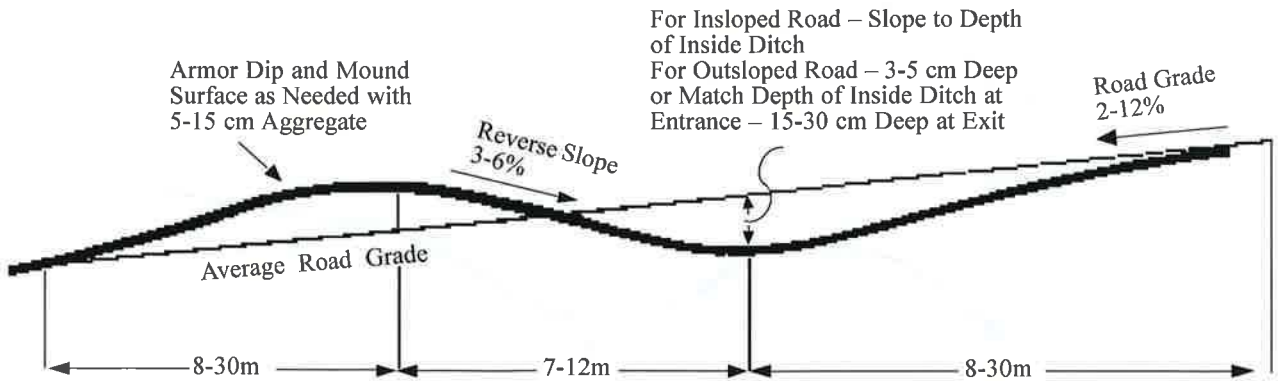 For Insloped Road – Slope to Depth
of Inside Ditch
For Outsloped Road – 3-5 cm Deep
or Match Depth of Inside Ditch at
Entrance – 15-30 cm Deep at Exit
Armor Dip and Mound
Surface as Needed with
5-15 cm Aggregate
Reverse Slope
3-6%
Road Grade
2-12%
Average Road Grade
8-30m
7-12m
8-30m